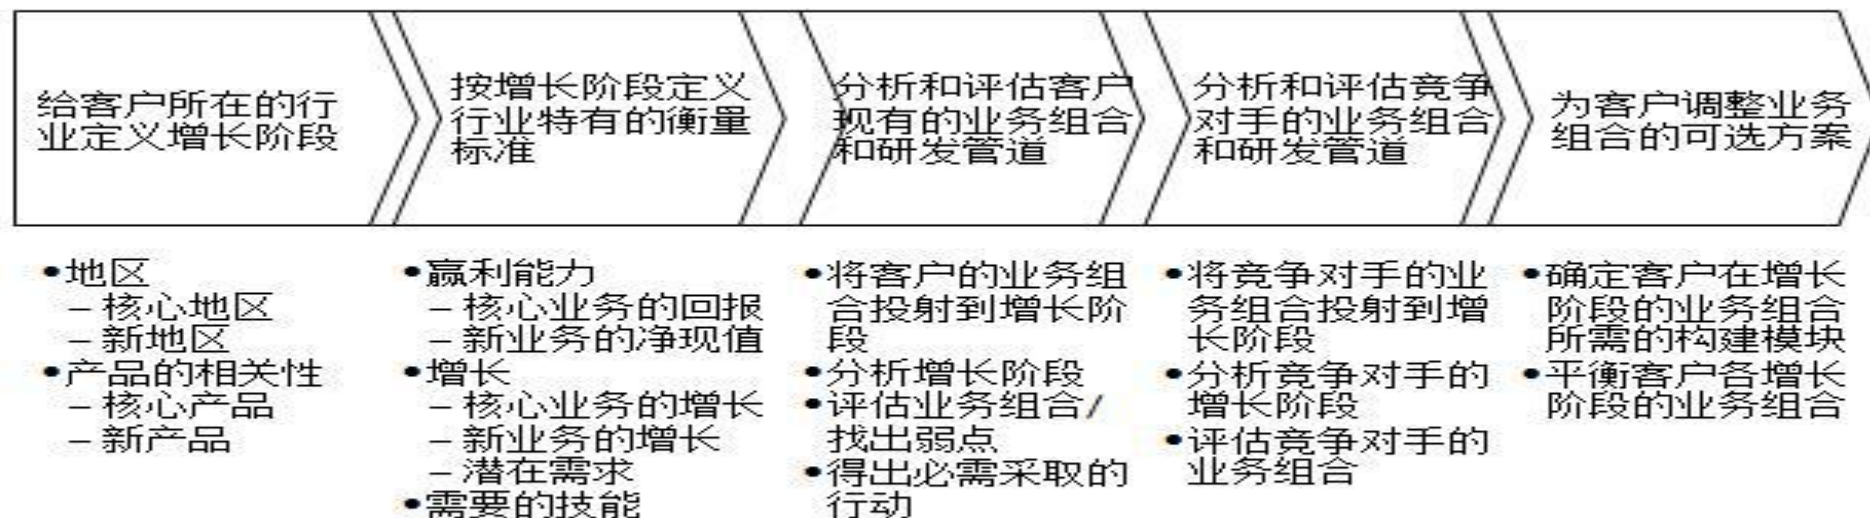 给客户所在的行
业定义增长阶段
按增长阶段定义
行业特有的衡量
标准
分析和评估客户
现有的业务组合
和研发管道
分析和评估竞争
对手的业务组合
和研发管道
为客户调整业务
组合的可选方案
•地区
– 核心地区
– 新地区
•产品的相关性
– 核心产品
– 新产品
•赢利能力
– 核心业务的回报
– 新业务的净现值
•增长
– 核心业务的增长
– 新业务的增长
– 潜在需求
•需要的技能
•将客户的业务组
合投射到增长阶
段
•分析增长阶段
•评估业务组合/
找出弱点
•得出必需采取的
行动
•将竞争对手的业
务组合投射到增
长阶段
•分析竞争对手的
增长阶段
•评估竞争对手的
业务组合
•确定客户在增长
阶段的业务组合
所需的构建模块
•平衡客户各增长
阶段的业务组合